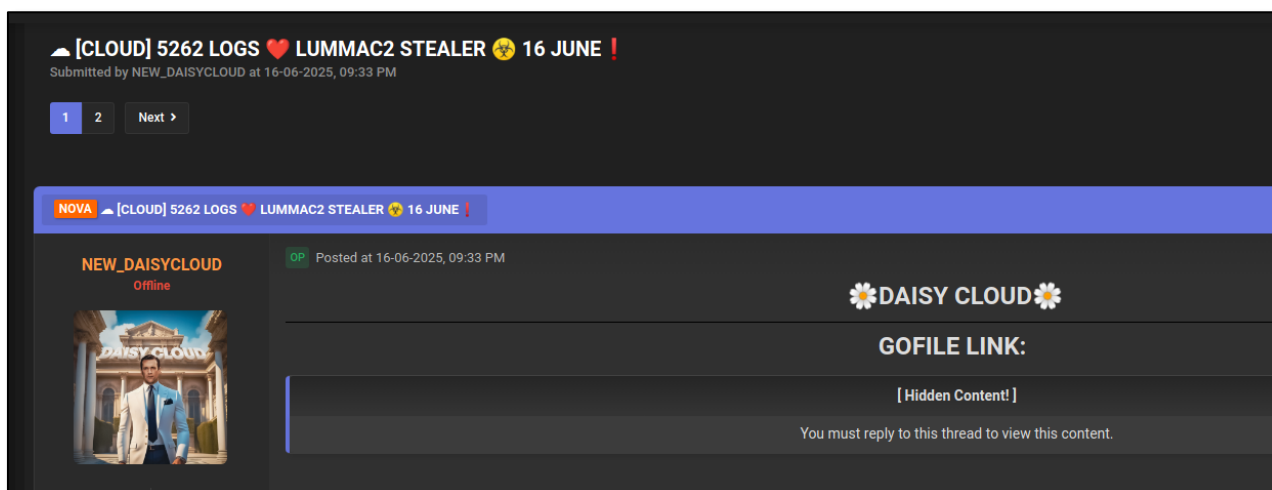 ☁ [CLOUD] 5262 LOGS ❤️ LUMMAC2 STEALER ☣ 16 JUNE❗
Submitted by NEW_DAISYCLOUD at 16-06-2025, 09:33 PM
1 2 Next >
NOVA ☁ [CLOUD] 5262 LOGS ❤️ LUMMAC2 STEALER ☣ 16 JUNE❗
NEW_DAISYCLOUD
Offline
DAISY CLOUD
OP Posted at 16-06-2025, 09:33 PM
🌼DAISY CLOUD🌼
GOFILE LINK:
[ Hidden Content! ]
You must reply to this thread to view this content.